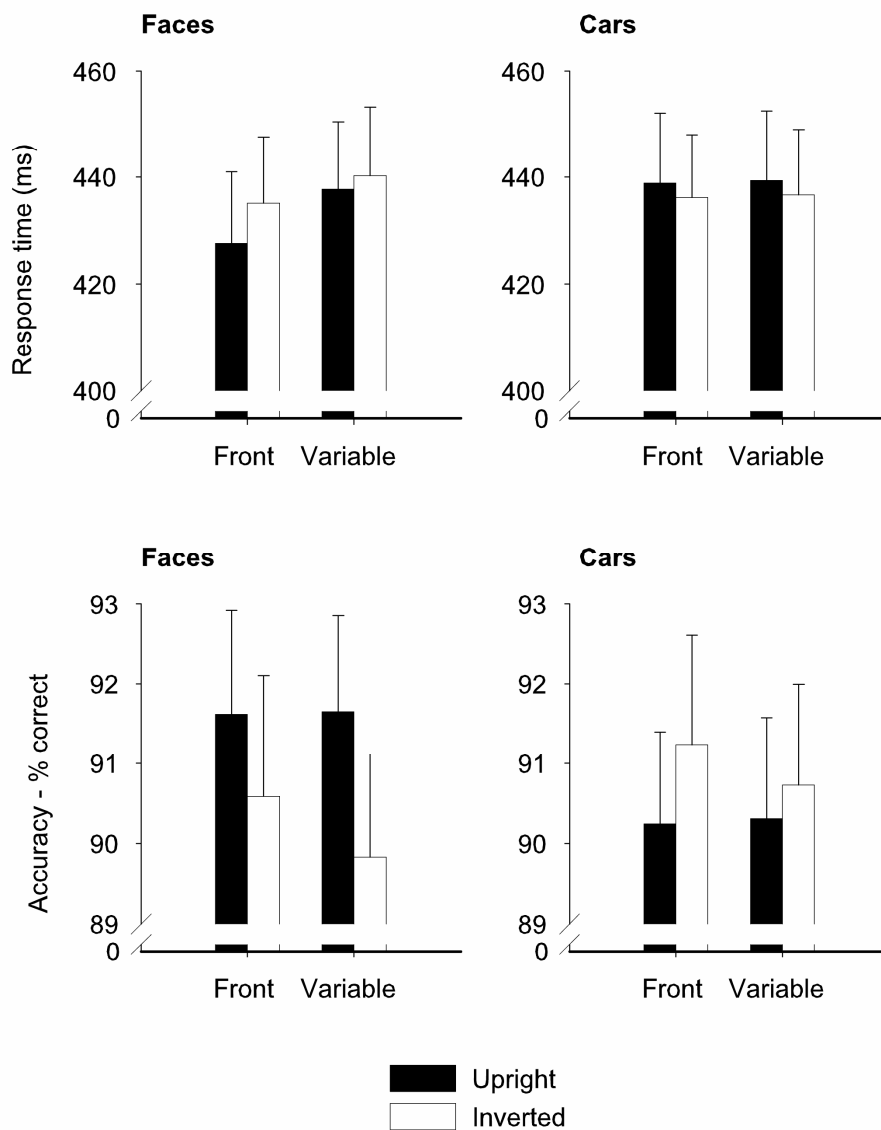 Faces
Cars
Response time (ms)
460
440
420
400
0
460
440
420
400
0
Front Variable
Front Variable
Faces
Cars
Accuracy - % correct
93
92
91
90
89
0
93
92
91
90
89
0
Front Variable
Front Variable
Upright
Inverted